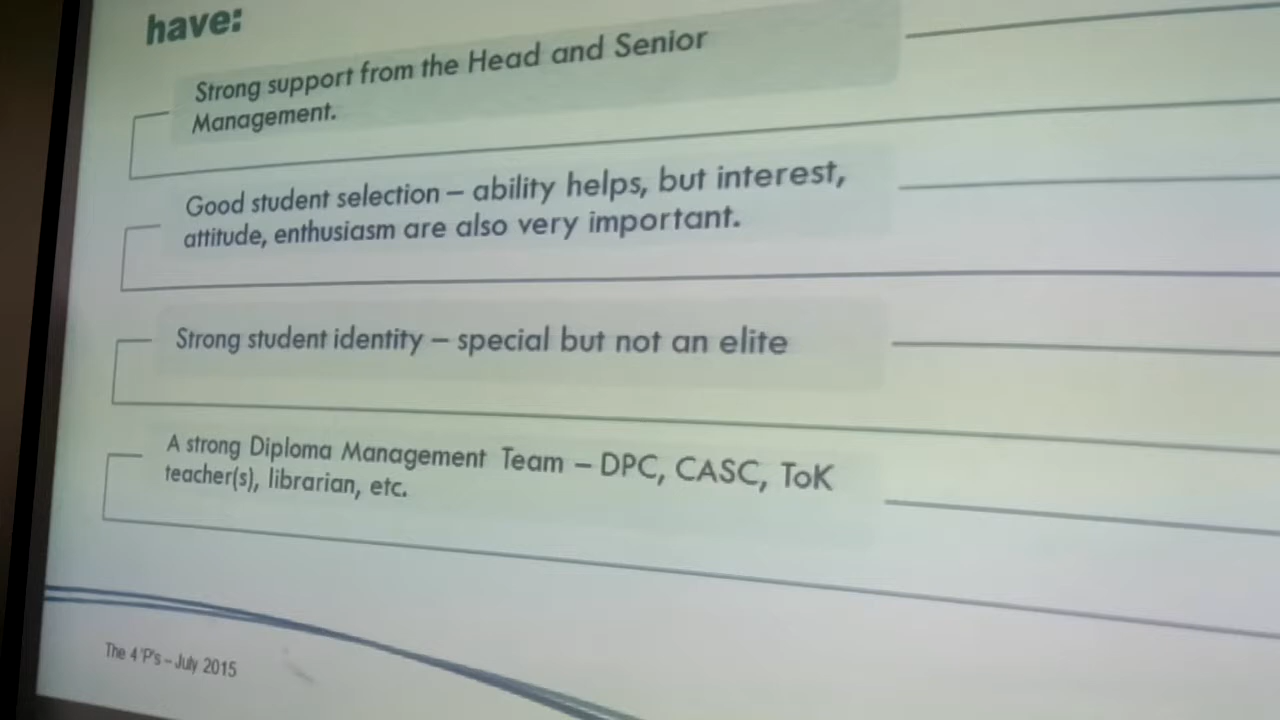 have:
Strong support from the Head and Senior
Management.
Good student selection – ability helps, but interest,
attitude, enthusiasm are also very important.
Strong student identity – special but not an elite
A strong Diploma Management Team – DPC, CASC, ToK
teacher(s), librarian, etc.
The 4 'P's – July 2015